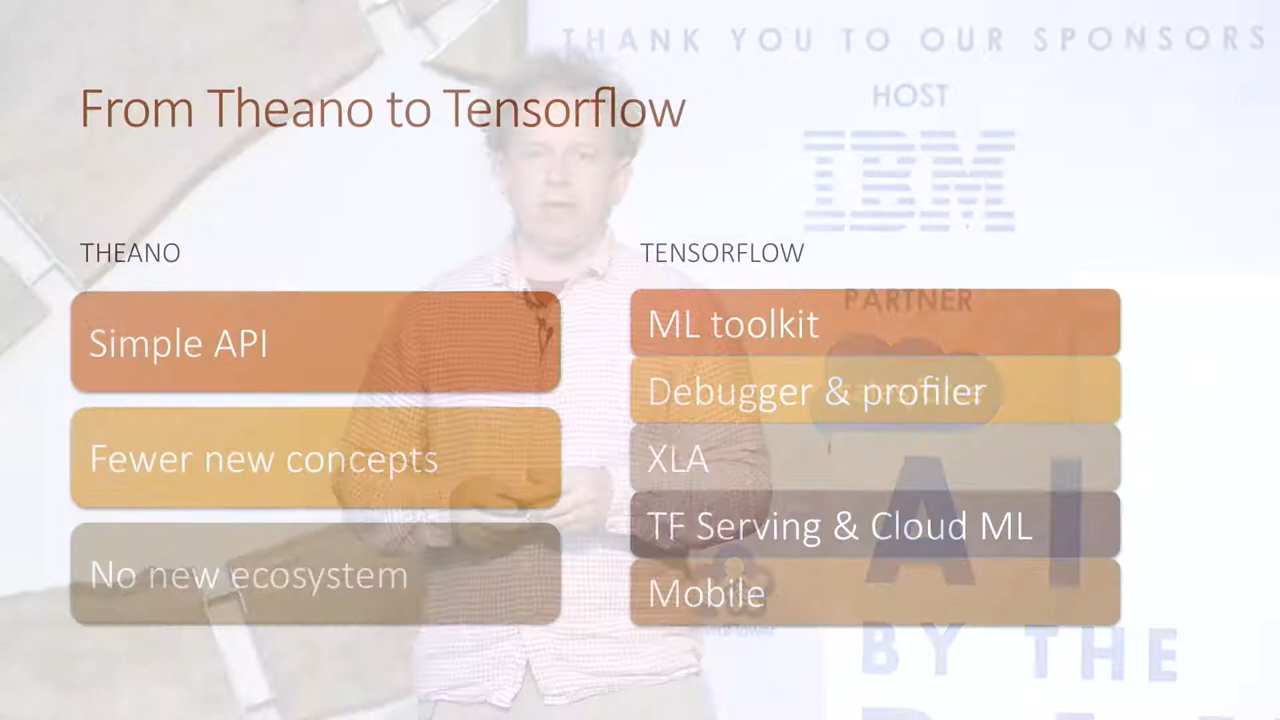 THANK YOU TO OUR SPONSORS
HOST
From Theano to Tensorflow
IBM
THEANO
TENSORFLOW
PARTNER
Simple API
ML toolkit
Debugger & profiler
Fewer new concepts
XLA
AI
TF Serving & Cloud ML
No new ecosystem
Mobile
BY THE